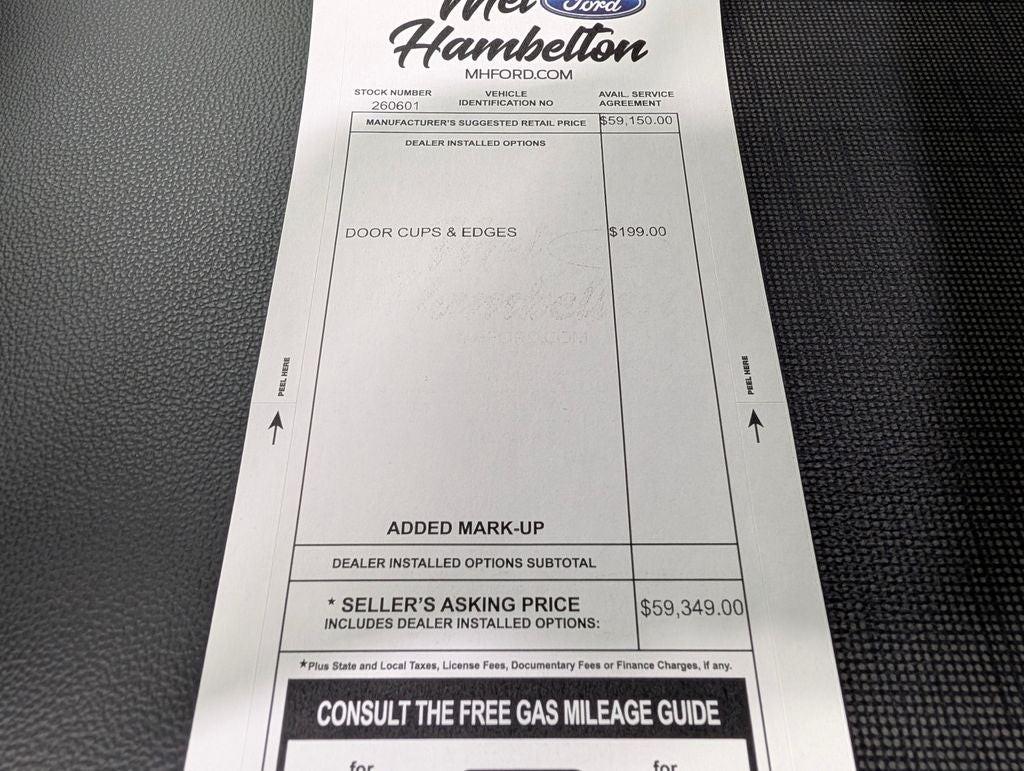 Mel Ford
Hambelton
MHFORD.COM
STOCK NUMBER VEHICLE AVAIL. SERVICE
260601 IDENTIFICATION NO AGREEMENT
MANUFACTURER'S SUGGESTED RETAIL PRICE $59,150.00
DEALER INSTALLED OPTIONS
DOOR CUPS & EDGES $199.00
PEEL HERE PEEL HERE
ADDED MARK-UP
DEALER INSTALLED OPTIONS SUBTOTAL
* SELLER'S ASKING PRICE $59,349.00
INCLUDES DEALER INSTALLED OPTIONS:
*Plus State and Local Taxes, License Fees, Documentary Fees or Finance Charges, if any.
CONSULT THE FREE GAS MILEAGE GUIDE
for for